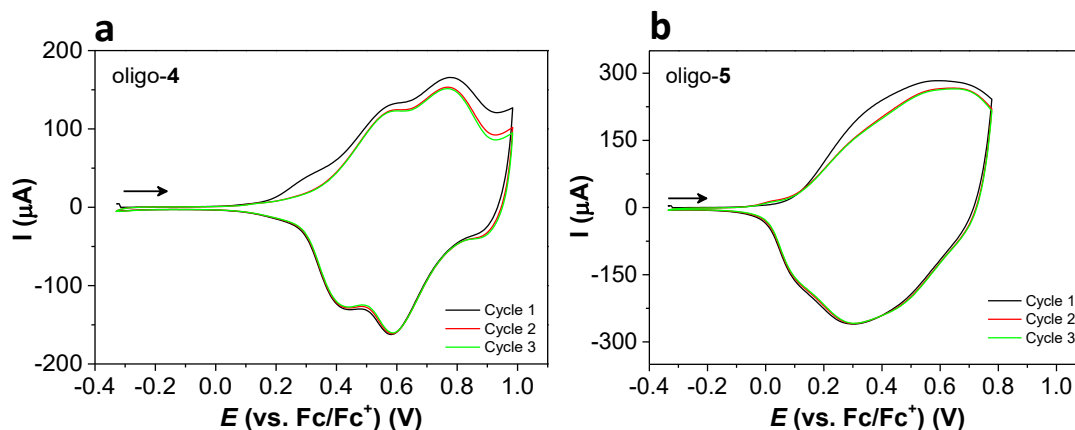 a
oligo-4
I (μA)
200
100
0
-100
-200
-0.4 -0.2 0.0 0.2 0.4 0.6 0.8 1.0
E (vs. Fc/Fc⁺) (V)
Cycle 1
Cycle 2
Cycle 3
b
oligo-5
I (μA)
300
150
0
-150
-300
-0.4 -0.2 0.0 0.2 0.4 0.6 0.8 1.0
E (vs. Fc/Fc⁺) (V)
Cycle 1
Cycle 2
Cycle 3